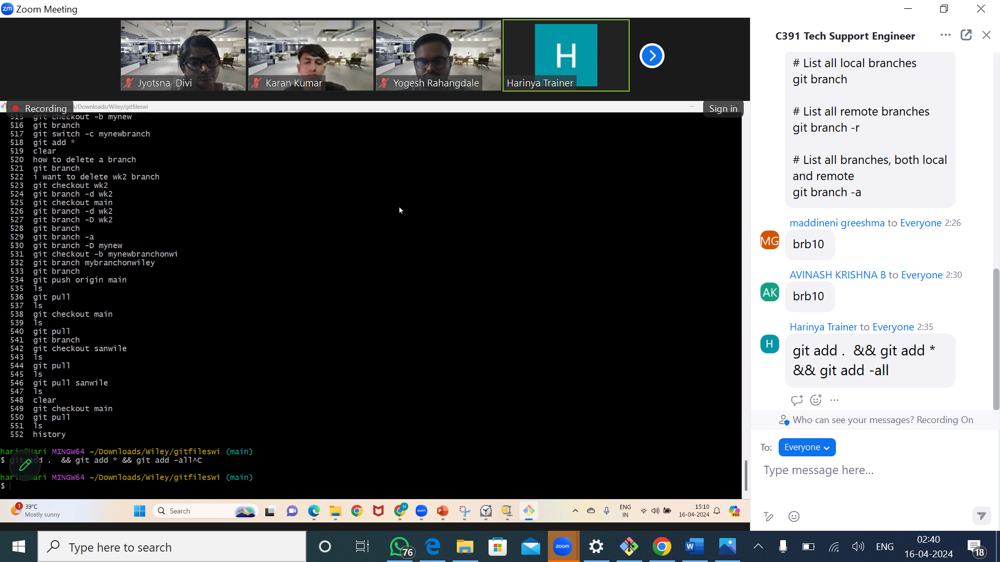 zm Zoom Meeting
Jyotsna Divi
Karan Kumar
Yogesh Rahangdale
H
Harinya Trainer
Recording
/Downloads/Wiley/gitfileswi
Sign in
515 git checkout -b mynew
516 git branch
517 git switch -c mynewbranch
518 git add *
519 clear
520 how to delete a branch
521 git branch
522 i want to delete wk2 branch
523 git checkout wk2
524 git branch -d wk2
525 git checkout main
526 git branch -d wk2
527 git branch -D wk2
528 git branch
529 git branch -a
530 git branch -D mynew
531 git checkout -b mynewbranchonwi
532 git branch mybranchonwiley
533 git branch
534 git push origin main
535 ls
536 git pull
537 ls
538 git checkout main
539 ls
540 git pull
541 git branch
542 git checkout sanwile
543 ls
544 git pull
545 ls
546 git pull sanwile
547 ls
548 clear
549 git checkout main
550 git pull
551 ls
552 history
harin@Hari MINGW64 ~/Downloads/Wiley/gitfileswi (main)
$ git add . && git add * && git add -all^C
harin@Hari MINGW64 ~/Downloads/Wiley/gitfileswi (main)
$
C391 Tech Support Engineer
# List all local branches
git branch
# List all remote branches
git branch -r
# List all branches, both local
and remote
git branch -a
maddineni greeshma to Everyone 2:26
MG
brb10
AVINASH KRISHNA B to Everyone 2:30
AK
brb10
Harinya Trainer to Everyone 2:35
H
git add . && git add *
&& git add -all
Who can see your messages? Recording On
To: Everyone
Type message here...
1
39°C
Mostly sunny
Search
H
zoom
PRE
ENG
IN
15:10
16-04-2024
Type here to search
76
zoom
W
ENG
02:40
16-04-2024
18